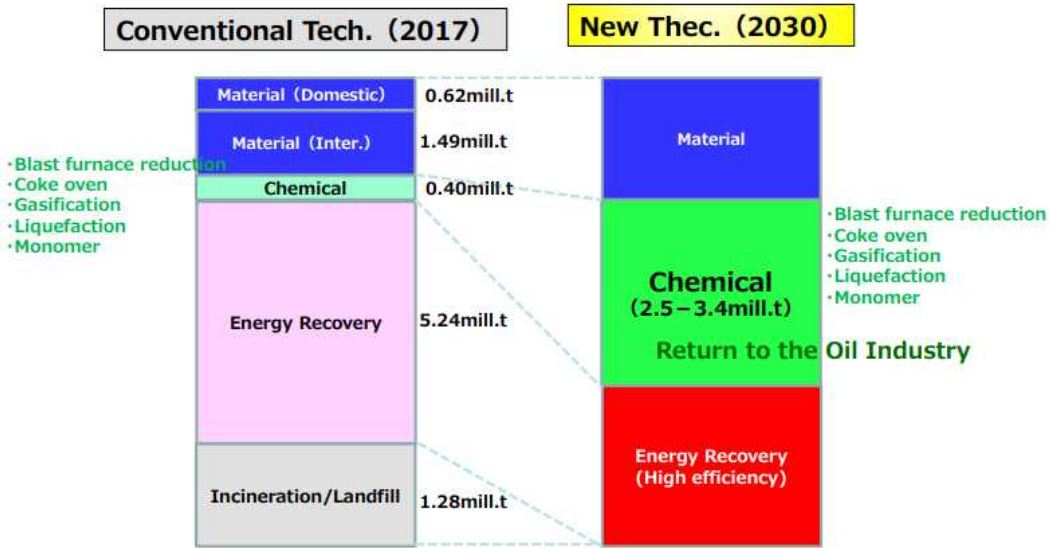 Conventional Tech.（2017）
New Thec.（2030）
Material（Domestic）
0.62mill.t
Material（Inter.）
1.49mill.t
Chemical
0.40mill.t
・Blast furnace reduction
・Coke oven
・Gasification
・Liquefaction
・Monomer
Energy Recovery
5.24mill.t
Incineration/Landfill
1.28mill.t
Material
Chemical
（2.5－3.4mill.t）
・Blast furnace reduction
・Coke oven
・Gasification
・Liquefaction
・Monomer
Return to the Oil Industry
Energy Recovery
(High efficiency)